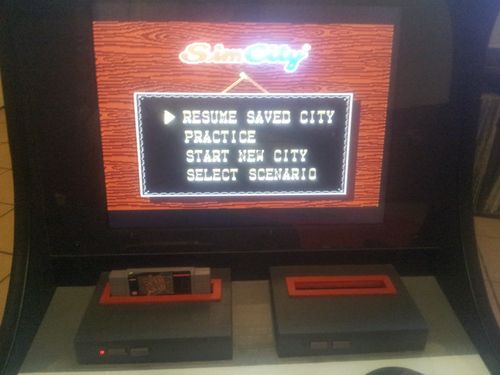 SimCity
RESUME SAVED CITY
PRACTICE
START NEW CITY
SELECT SCENARIO